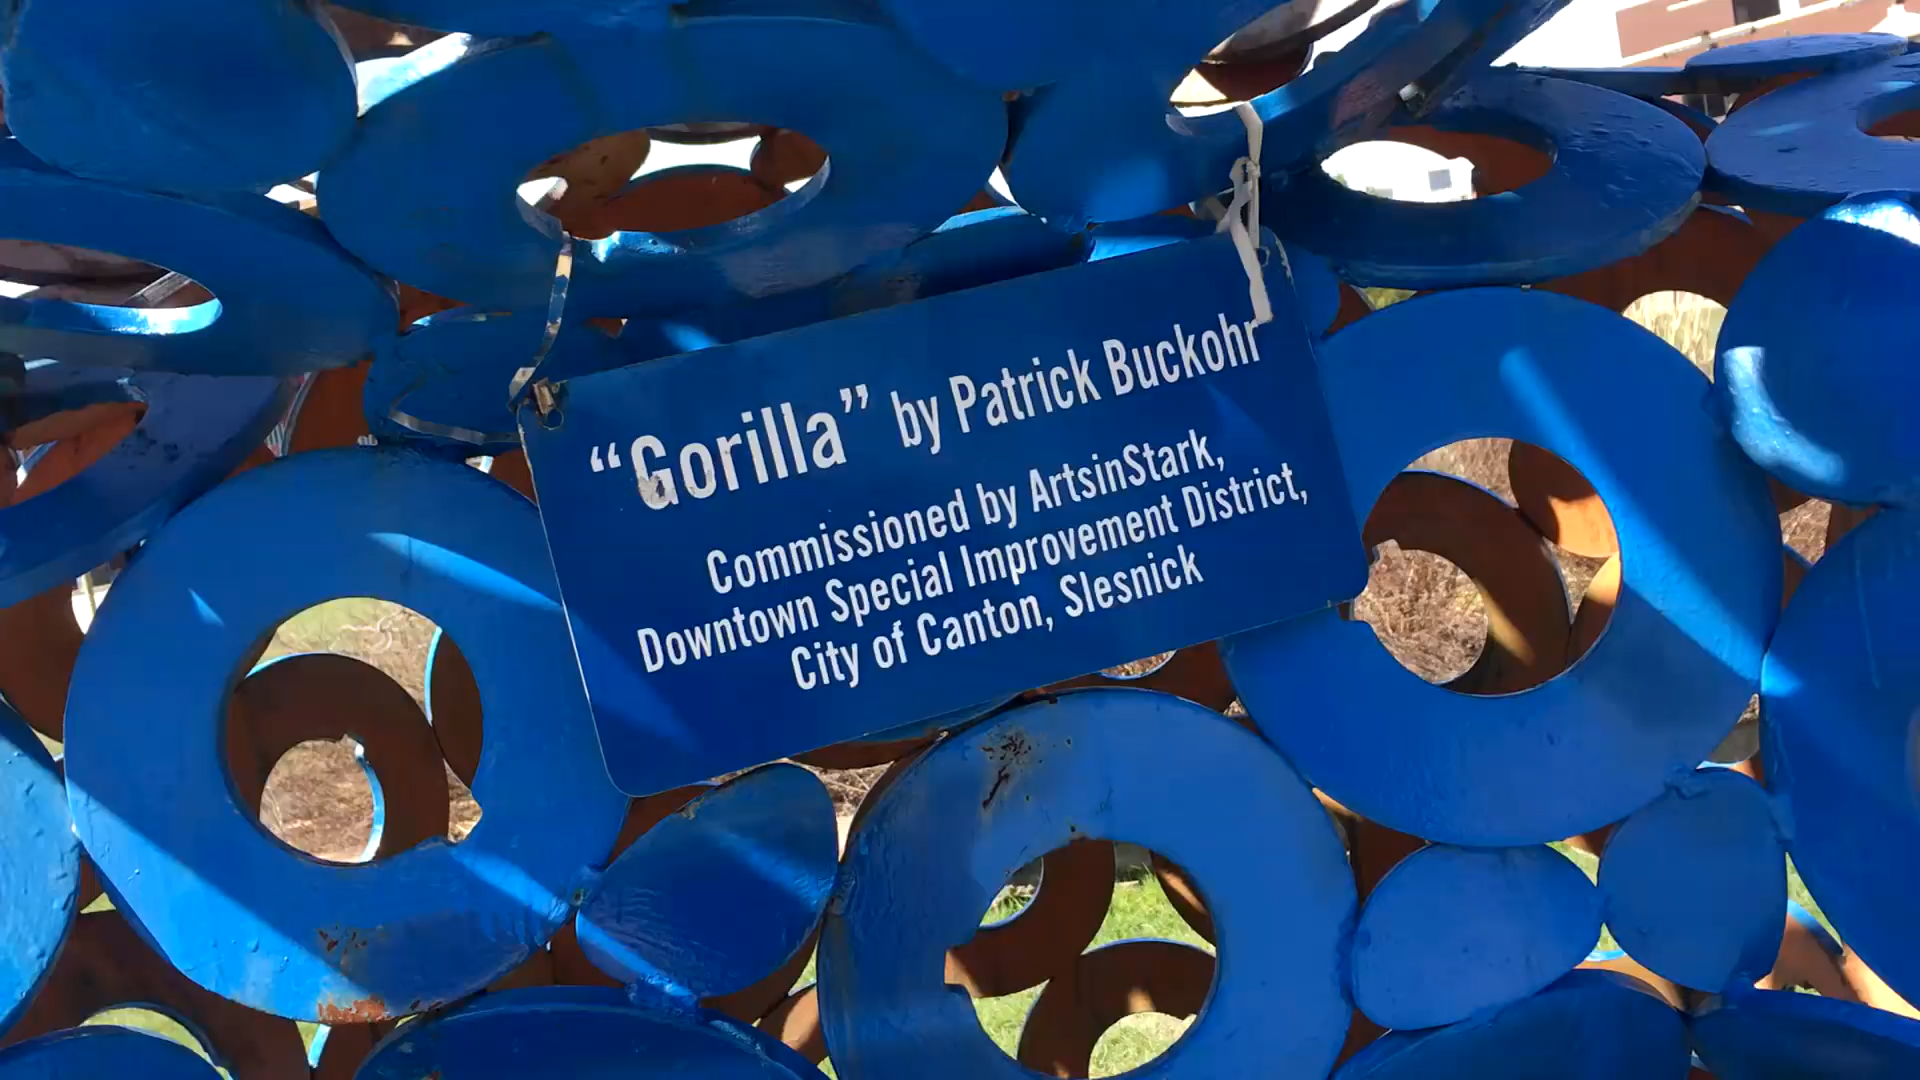 “Gorilla” by Patrick Buckohr
Commissioned by ArtsinStark,
Downtown Special Improvement District,
City of Canton, Slesnick